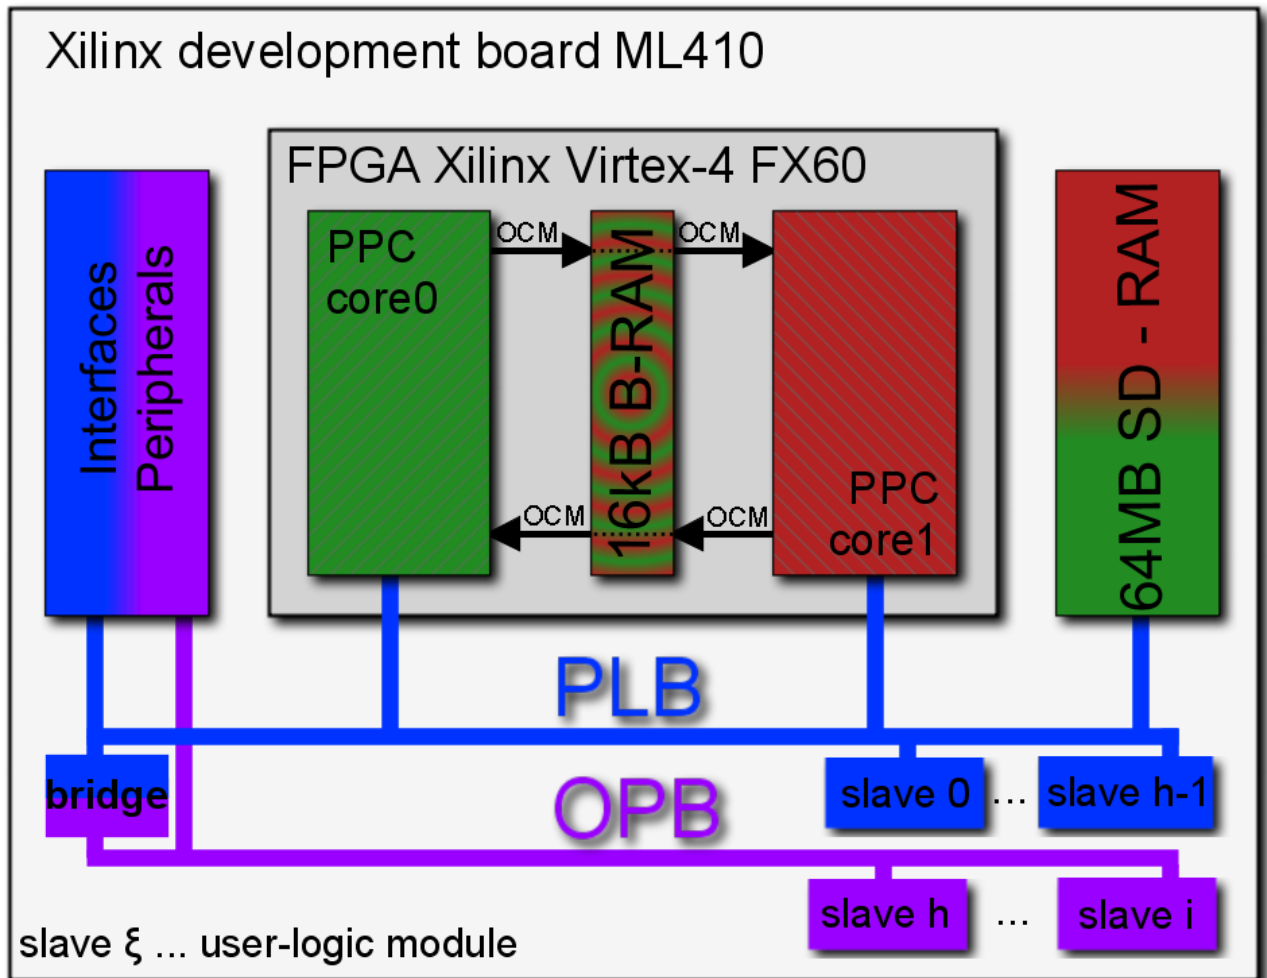 Xilinx development board ML410
FPGA Xilinx Virtex-4 FX60
Interfaces
Peripherals
PPC
core0
OCM
OCM
16kB B-RAM
OCM
OCM
PPC
core1
64MB SD - RAM
PLB
bridge
slave 0 ... slave h-1
OPB
slave h ... slave i
slave ξ ... user-logic module